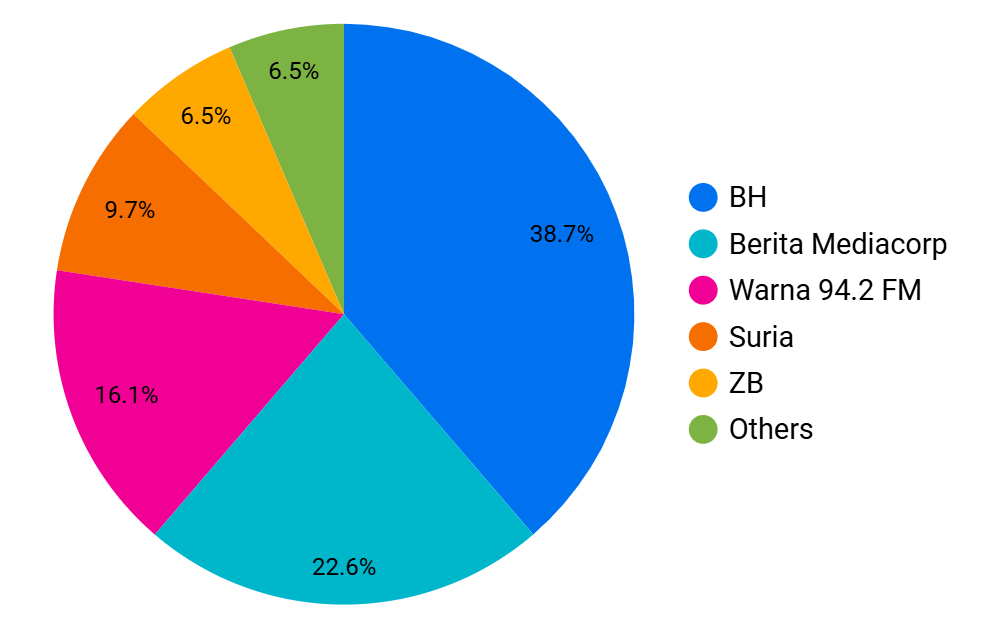 6.5%
6.5%
9.7%
38.7%
16.1%
22.6%
BH
Berita Mediacorp
Warna 94.2 FM
Suria
ZB
Others